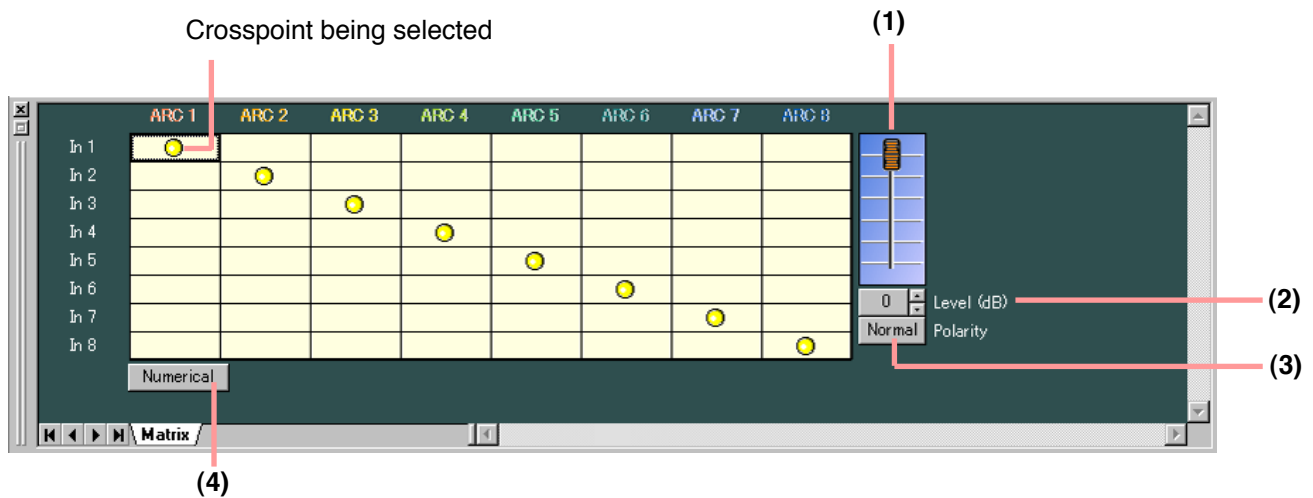 Crosspoint being selected
(1)
ARC 1 ARC 2 ARC 3 ARC 4 ARC 5 ARC 6 ARC 7 ARC 8
In 1
In 2
In 3
In 4
In 5
In 6
In 7
In 8
0 Level (dB)
(2)
Normal Polarity
(3)
Numerical
Matrix
(4)